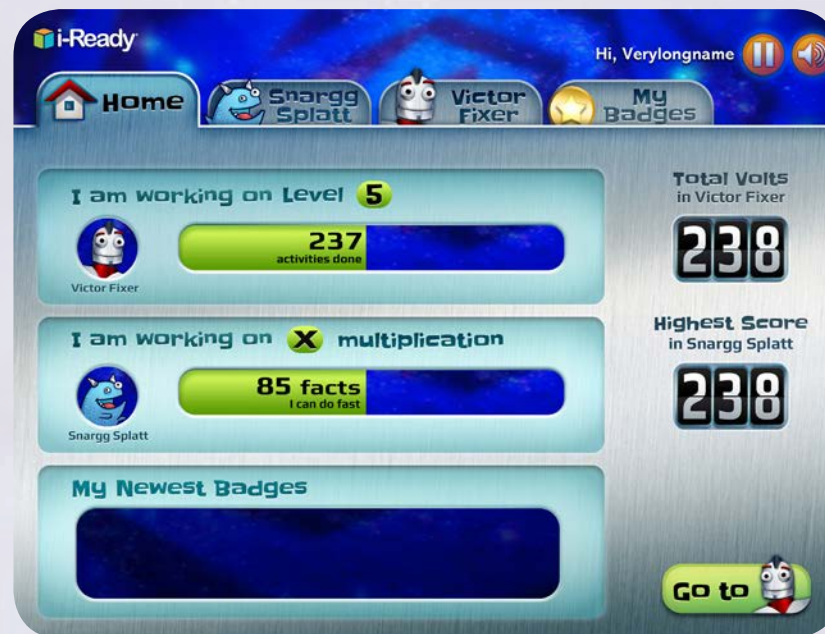 i-Ready
Hi, Verylongname
Home
Snargg
Splatt
Victor
Fixer
My
Badges
I am working on Level 5
237
activities done
Victor Fixer
Total Volts
in Victor Fixer
238
I am working on X multiplication
85 facts
I can do fast
Snargg Splatt
Highest Score
in Snargg Splatt
238
My Newest Badges
Go to